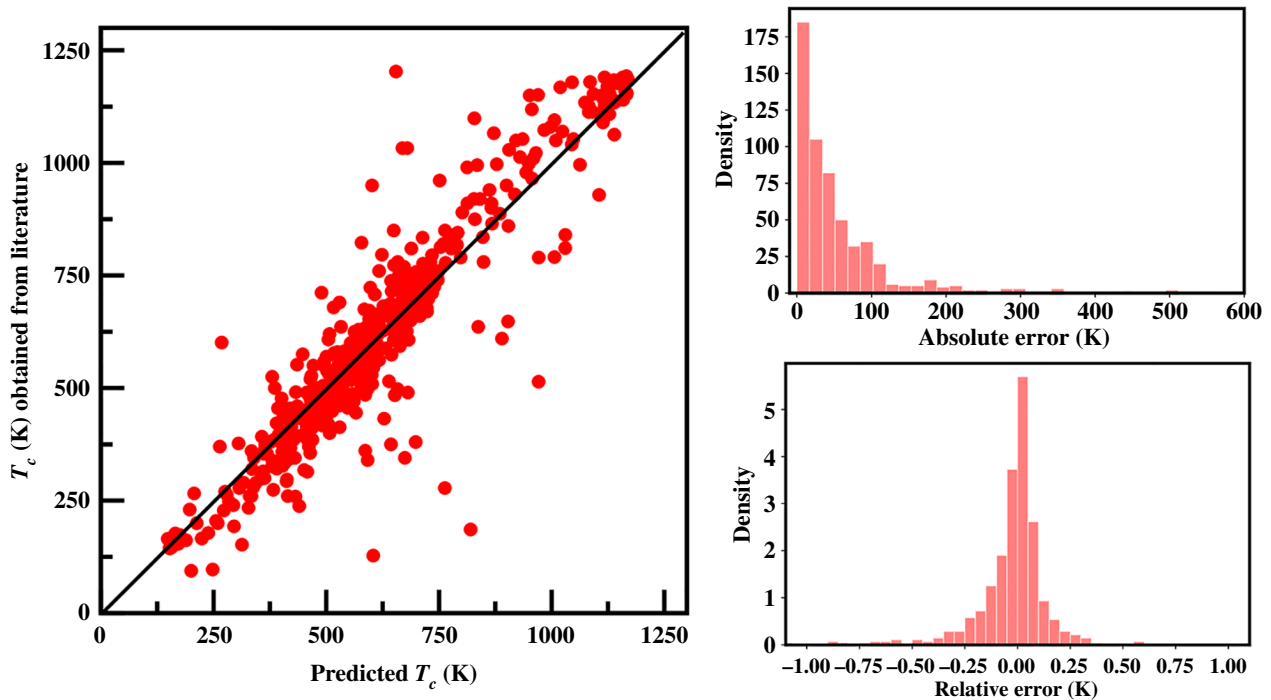 1250
1000
750
500
250
0
T_c (K) obtained from literature
0 250 500 750 1000 1250
Predicted T_c (K)
175
150
125
100
75
50
25
0
Density
0 100 200 300 400 500 600
Absolute error (K)
5
4
3
2
1
0
Density
−1.00 −0.75 −0.50 −0.25 0.00 0.25 0.50 0.75 1.00
Relative error (K)